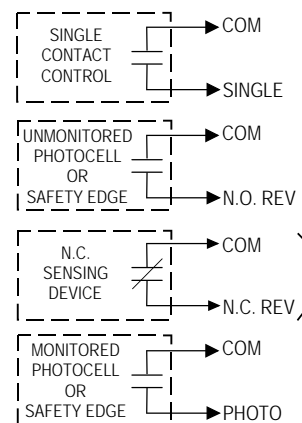 SINGLE
CONTACT
CONTROL
COM
SINGLE
UNMONITORED
PHOTOCELL
OR
SAFETY EDGE
COM
N.O. REV
N.C.
SENSING
DEVICE
COM
N.C. REV
MONITORED
PHOTOCELL
OR
SAFETY EDGE
COM
PHOTO